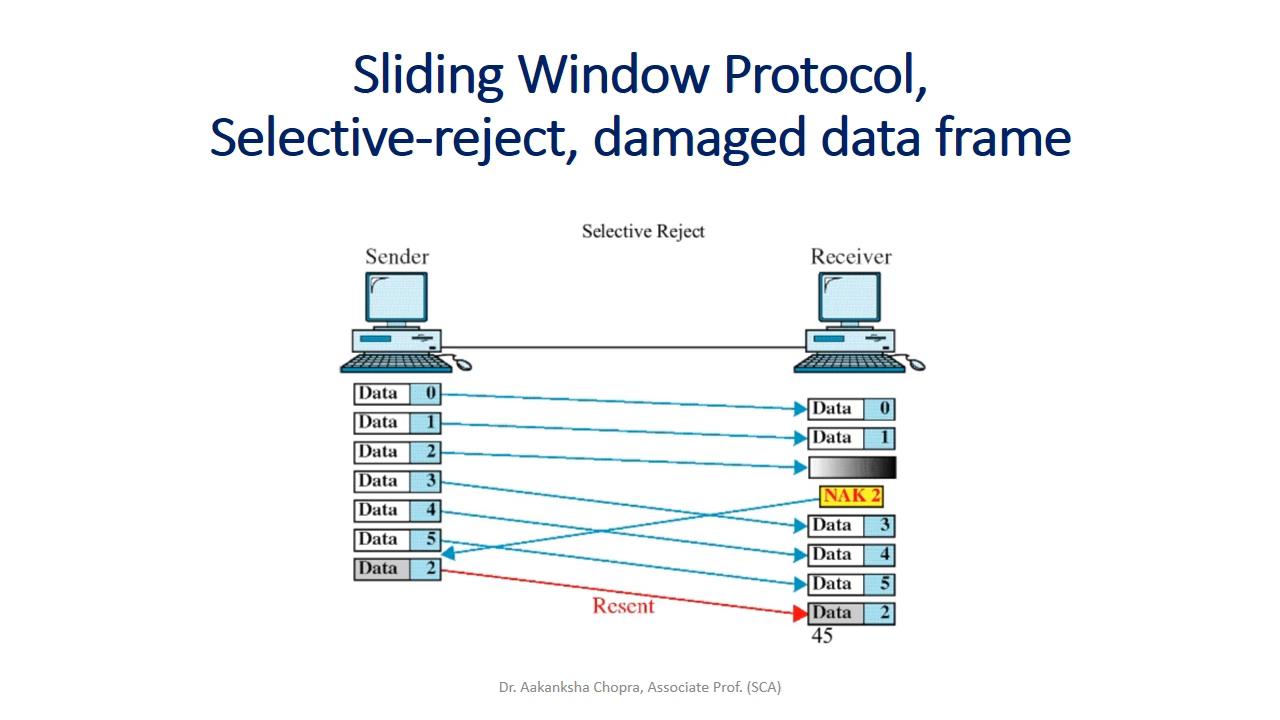 Sliding Window Protocol,
Selective-reject, damaged data frame
Selective Reject
Sender
Receiver
Data 0
Data 1
Data 2
Data 3
Data 4
Data 5
Data 2
Data 0
Data 1
NAK 2
Data 3
Data 4
Data 5
Data 2
Resent
45
Dr. Aakanksha Chopra, Associate Prof. (SCA)